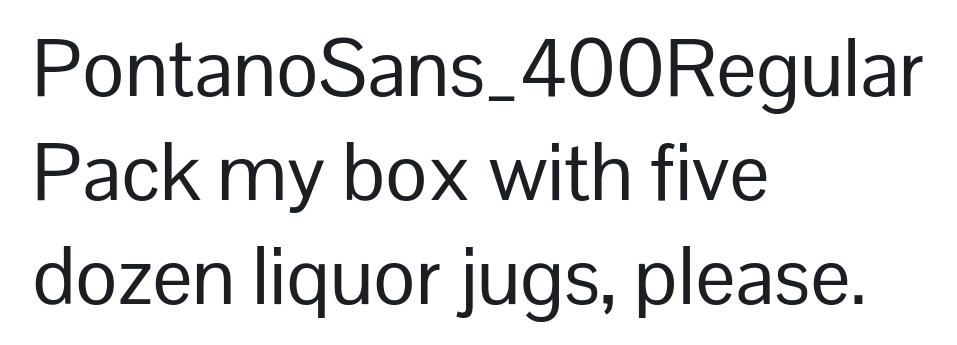 PontanoSans_400Regular
Pack my box with five
dozen liquor jugs, please.